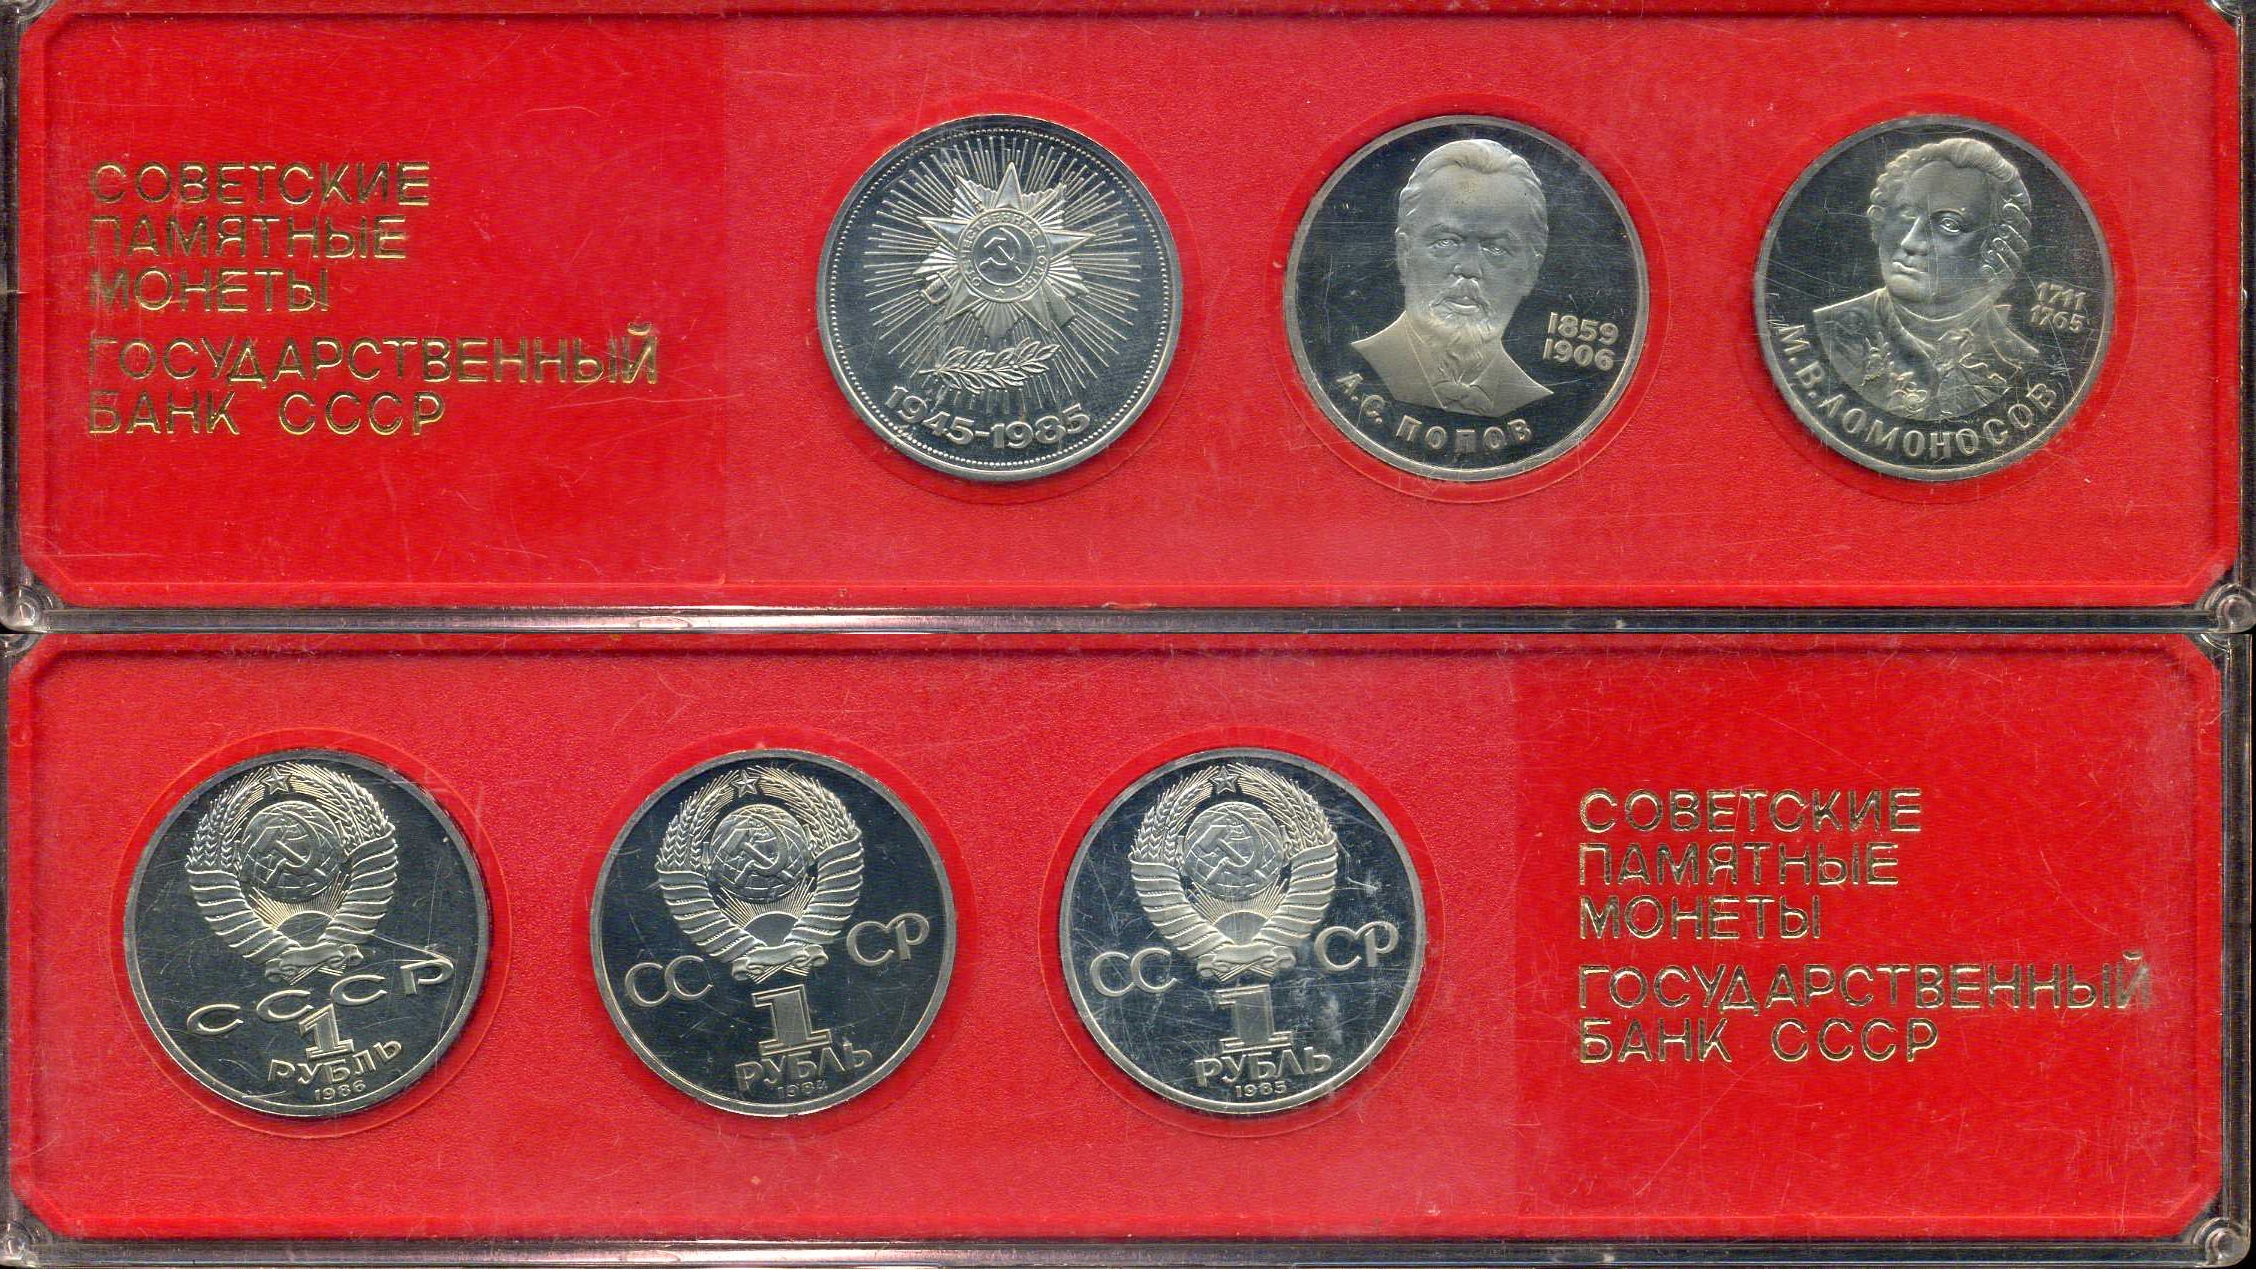 СОВЕТСКИЕ
ПАМЯТНЫЕ
МОНЕТЫ
ГОСУДАРСТВЕННЫЙ
БАНК СССР
1945-1985
1859
1906
А.С. ПОПОВ
1711
1765
М.В.ЛОМОНОСОВ
СССР
1
РУБЛЬ
1986
СС СР
1
РУБЛЬ
1984
СС СР
1
РУБЛЬ
1985
СОВЕТСКИЕ
ПАМЯТНЫЕ
МОНЕТЫ
ГОСУДАРСТВЕННЫЙ
БАНК СССР